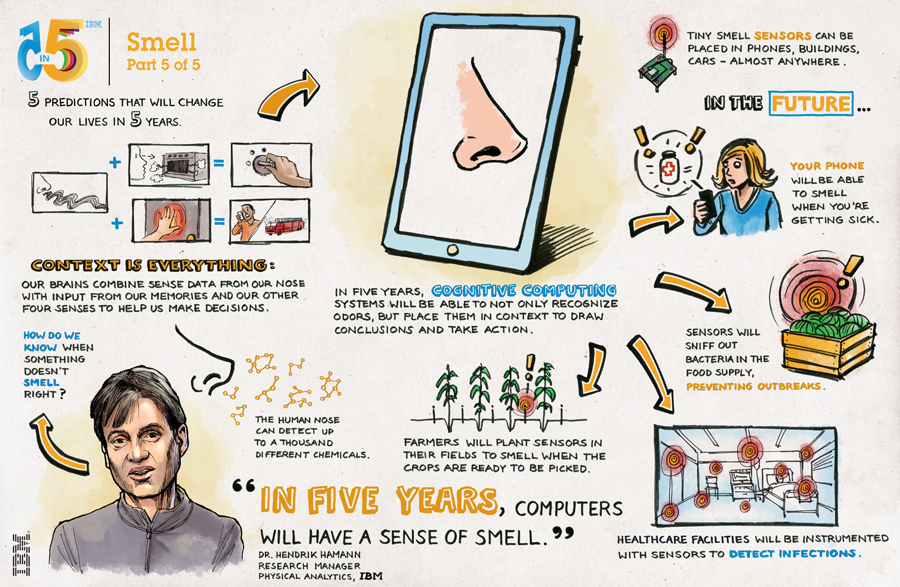 5 IN 5
IBM.
Smell
Part 5 of 5
5 PREDICTIONS THAT WILL CHANGE
OUR LIVES IN 5 YEARS.
+
=
+
=
CONTEXT IS EVERYTHING:
OUR BRAINS COMBINE SENSE DATA FROM OUR NOSE
WITH INPUT FROM OUR MEMORIES AND OUR OTHER
FOUR SENSES TO HELP US MAKE DECISIONS.
HOW DO WE
KNOW WHEN
SOMETHING
DOESN'T
SMELL
RIGHT?
THE HUMAN NOSE
CAN DETECT UP
TO A THOUSAND
DIFFERENT CHEMICALS.
IN FIVE YEARS, COGNITIVE COMPUTING
SYSTEMS WILL BE ABLE TO NOT ONLY RECOGNIZE
ODORS, BUT PLACE THEM IN CONTEXT TO DRAW
CONCLUSIONS AND TAKE ACTION.
TINY SMELL SENSORS CAN BE
PLACED IN PHONES, BUILDINGS,
CARS – ALMOST ANYWHERE.
IN THE FUTURE...
! !
YOUR PHONE
WILL BE ABLE
TO SMELL
WHEN YOU'RE
GETTING SICK.
!
SENSORS WILL
SNIFF OUT
BACTERIA IN THE
FOOD SUPPLY,
PREVENTING OUTBREAKS.
!
FARMERS WILL PLANT SENSORS IN
THEIR FIELDS TO SMELL WHEN THE
CROPS ARE READY TO BE PICKED.
HEALTHCARE FACILITIES WILL BE INSTRUMENTED
WITH SENSORS TO DETECT INFECTIONS.
“IN FIVE YEARS, COMPUTERS
WILL HAVE A SENSE OF SMELL.”
DR. HENDRIK HAMANN
RESEARCH MANAGER
PHYSICAL ANALYTICS, IBM
IBM